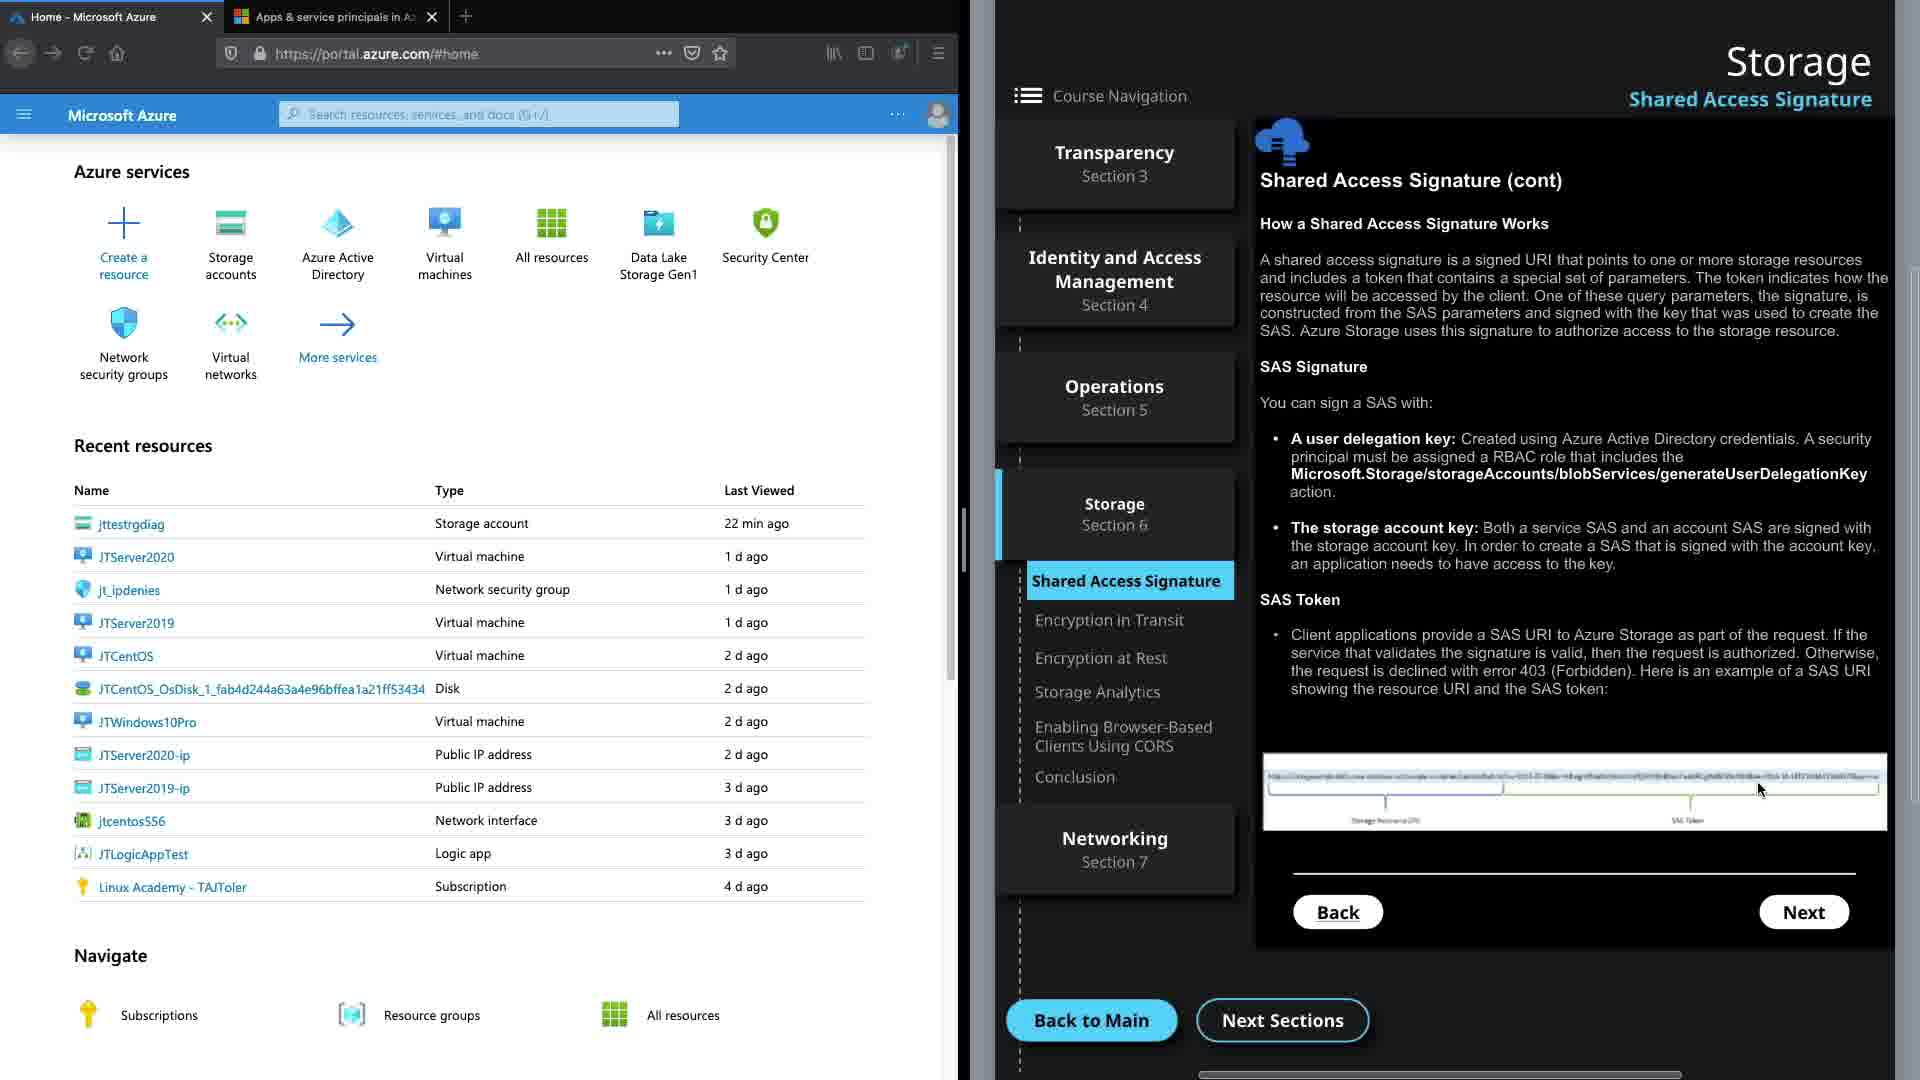 Home - Microsoft Azure
Apps & service principals in Az
https://portal.azure.com/#home
Microsoft Azure
Search resources, services, and docs (G+/)
Azure services
Create a resource
Storage accounts
Azure Active Directory
Virtual machines
All resources
Data Lake Storage Gen1
Security Center
Network security groups
Virtual networks
More services
Recent resources
Name Type Last Viewed
jttestrgdiag Storage account 22 min ago
JTServer2020 Virtual machine 1 d ago
jt_ipdenies Network security group 1 d ago
JTServer2019 Virtual machine 1 d ago
JTCentOS Virtual machine 2 d ago
JTCentOS_OsDisk_1_fab4d244a63a4e96bffea1a21ff53434 Disk 2 d ago
JTWindows10Pro Virtual machine 2 d ago
JTServer2020-ip Public IP address 2 d ago
JTServer2019-ip Public IP address 3 d ago
jtcentos556 Network interface 3 d ago
JTLogicAppTest Logic app 3 d ago
Linux Academy - TAJToler Subscription 4 d ago
Navigate
Subscriptions
Resource groups
All resources
Storage
Shared Access Signature
Course Navigation
Transparency
Section 3
Identity and Access
Management
Section 4
Operations
Section 5
Storage
Section 6
Shared Access Signature
Encryption in Transit
Encryption at Rest
Storage Analytics
Enabling Browser-Based
Clients Using CORS
Conclusion
Networking
Section 7
Shared Access Signature (cont)
How a Shared Access Signature Works
A shared access signature is a signed URI that points to one or more storage resources
and includes a token that contains a special set of parameters. The token indicates how the
resource will be accessed by the client. One of these query parameters, the signature, is
constructed from the SAS parameters and signed with the key that was used to create the
SAS. Azure Storage uses this signature to authorize access to the storage resource.
SAS Signature
You can sign a SAS with:
• A user delegation key: Created using Azure Active Directory credentials. A security
principal must be assigned a RBAC role that includes the
Microsoft.Storage/storageAccounts/blobServices/generateUserDelegationKey
action.
• The storage account key: Both a service SAS and an account SAS are signed with
the storage account key. In order to create a SAS that is signed with the account key,
an application needs to have access to the key.
SAS Token
• Client applications provide a SAS URI to Azure Storage as part of the request. If the
service that validates the signature is valid, then the request is authorized. Otherwise,
the request is declined with error 403 (Forbidden). Here is an example of a SAS URI
showing the resource URI and the SAS token:
Storage Resource URI
SAS Token
Back
Next
Back to Main
Next Sections